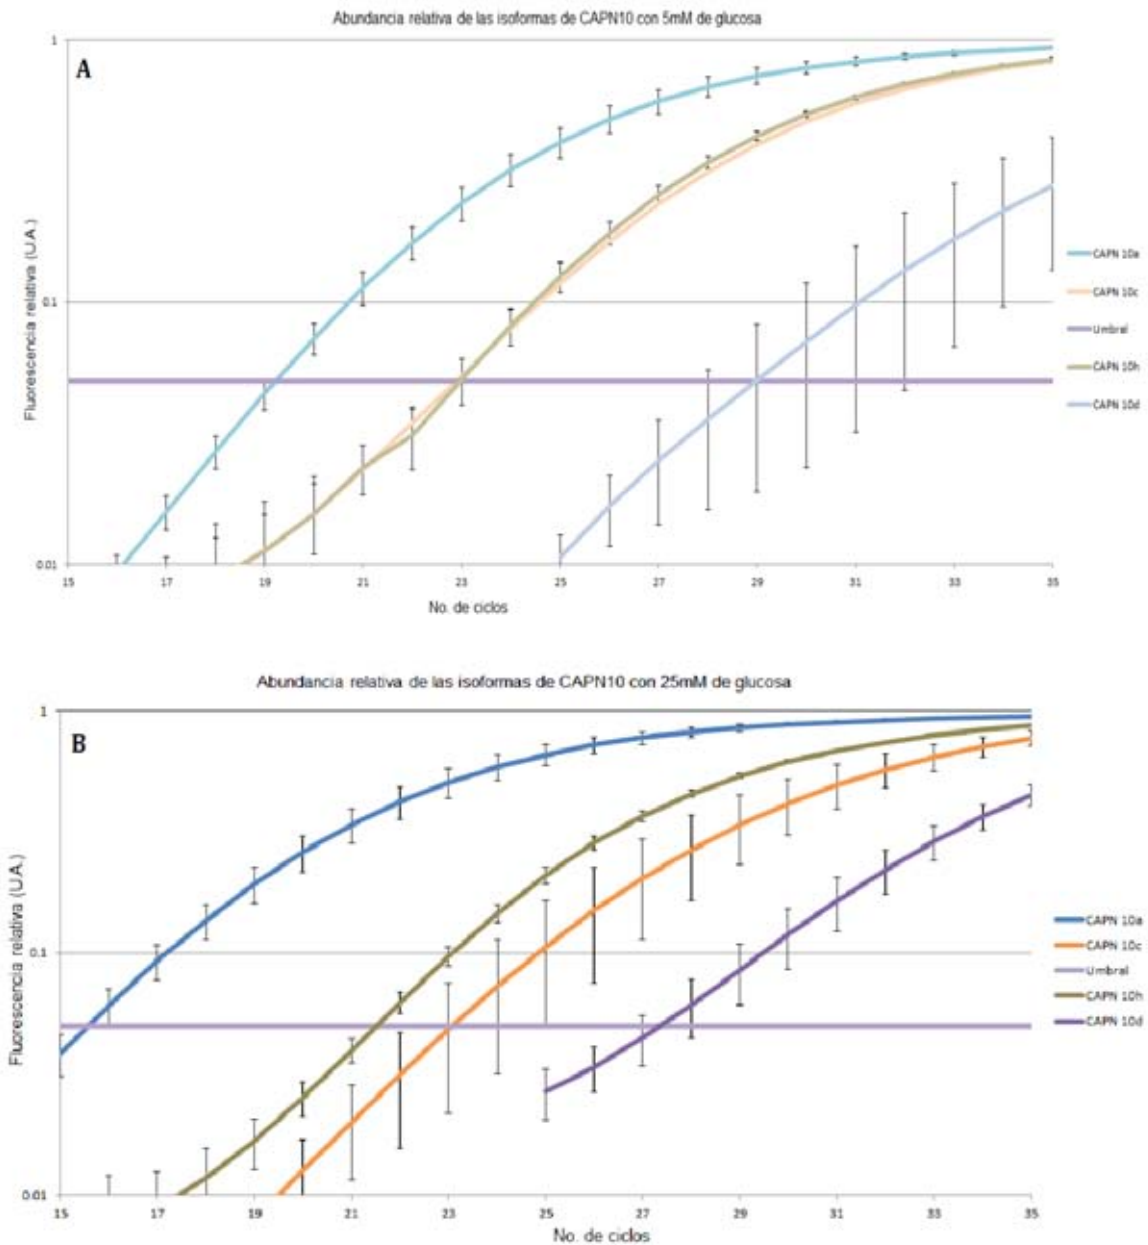 Abundancia relativa de las isoformas de CAPN10 con 5mM de glucosa
A
Fluorescencia relativa (U.A.)
1
0.1
0.01
15 17 19 21 23 25 27 29 31 33 35
No. de ciclos
CAPN 10a
CAPN 10c
Umbral
CAPN 10h
CAPN 10d
Abundancia relativa de las isoformas de CAPN10 con 25mM de glucosa
B
Fluorescencia relativa (U.A.)
1
0.1
0.01
15 17 19 21 23 25 27 29 31 33 35
No. de ciclos
CAPN 10a
CAPN 10c
Umbral
CAPN 10h
CAPN 10d